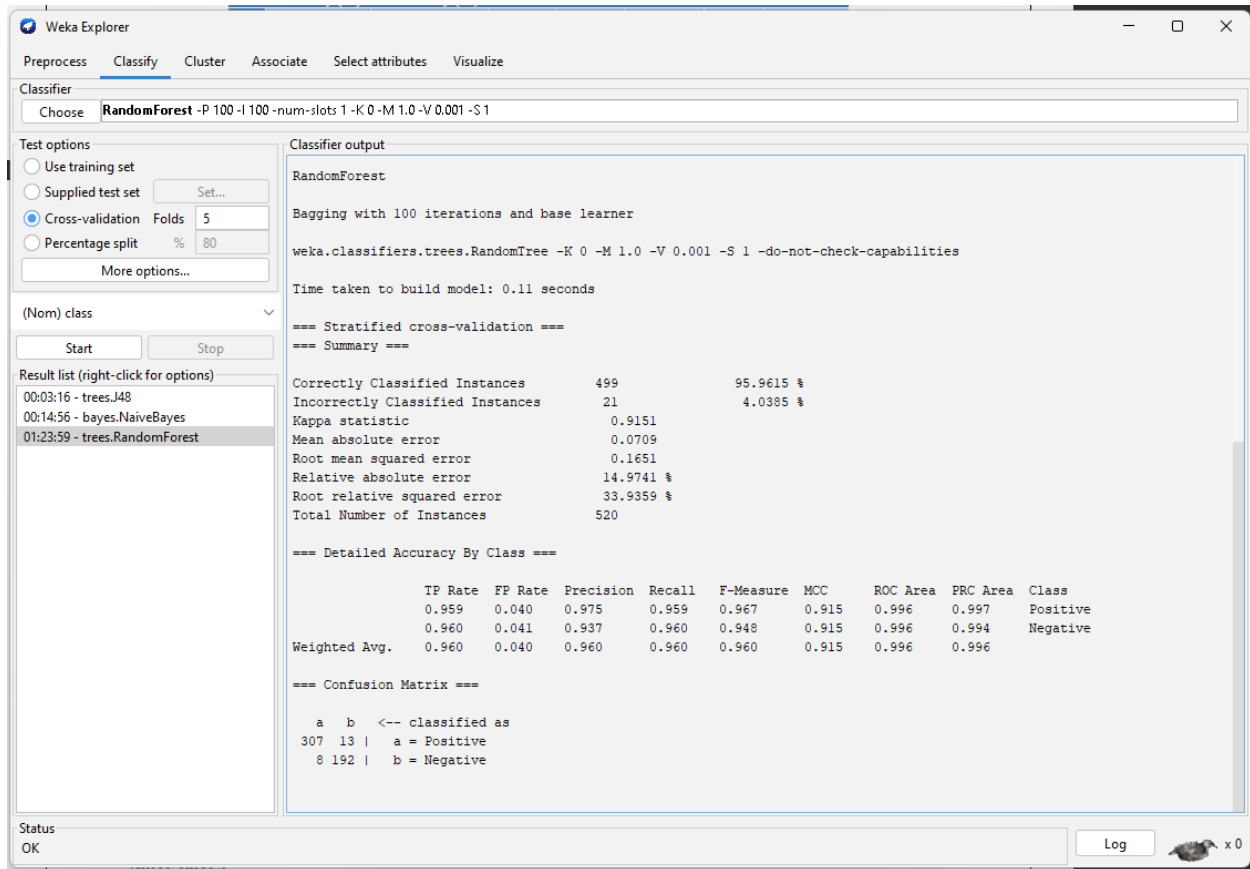 Weka Explorer
Preprocess Classify Cluster Associate Select attributes Visualize
Classifier
Choose RandomForest -P 100 -I 100 -num-slots 1 -K 0 -M 1.0 -V 0.001 -S 1
Test options
Use training set
Supplied test set Set...
Cross-validation Folds 5
Percentage split % 80
More options...
(Nom) class
Start Stop
Result list (right-click for options)
00:03:16 - trees.J48
00:14:56 - bayes.NaiveBayes
01:23:59 - trees.RandomForest
Classifier output
RandomForest
Bagging with 100 iterations and base learner
weka.classifiers.trees.RandomTree -K 0 -M 1.0 -V 0.001 -S 1 -do-not-check-capabilities
Time taken to build model: 0.11 seconds
=== Stratified cross-validation ===
=== Summary ===
Correctly Classified Instances 499 95.9615 %
Incorrectly Classified Instances 21 4.0385 %
Kappa statistic 0.9151
Mean absolute error 0.0709
Root mean squared error 0.1651
Relative absolute error 14.9741 %
Root relative squared error 33.9359 %
Total Number of Instances 520
=== Detailed Accuracy By Class ===
TP Rate FP Rate Precision Recall F-Measure MCC ROC Area PRC Area Class
0.959 0.040 0.975 0.959 0.967 0.915 0.996 0.997 Positive
0.960 0.041 0.937 0.960 0.948 0.915 0.996 0.994 Negative
Weighted Avg. 0.960 0.040 0.960 0.960 0.960 0.915 0.996 0.996
=== Confusion Matrix ===
a b <-- classified as
307 13 | a = Positive
8 192 | b = Negative
Status
OK
Log x 0